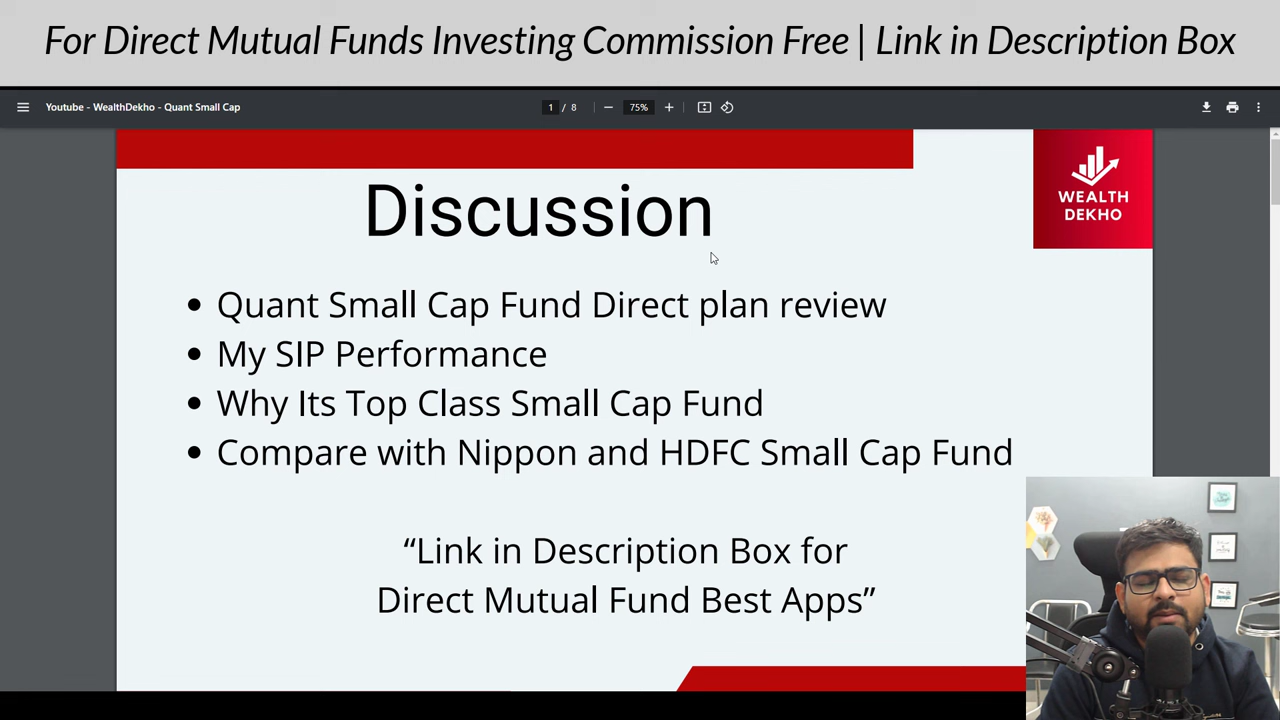 For Direct Mutual Funds Investing Commission Free | Link in Description Box
Youtube - WealthDekho - Quant Small Cap
1 / 8
75%
WEALTH
DEKHO
Discussion
• Quant Small Cap Fund Direct plan review
• My SIP Performance
• Why Its Top Class Small Cap Fund
• Compare with Nippon and HDFC Small Cap Fund
“Link in Description Box for
Direct Mutual Fund Best Apps”